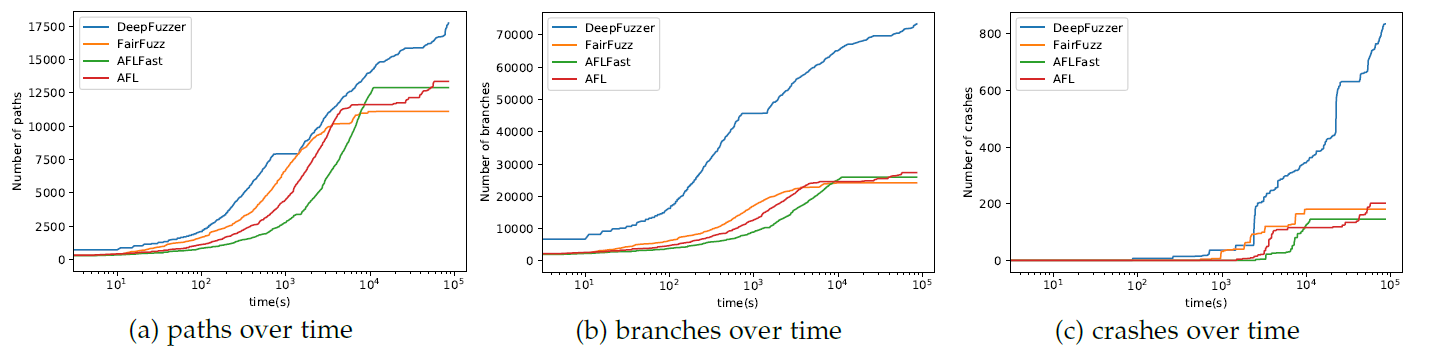 17500
15000
12500
10000
7500
5000
2500
0
Number of paths
DeepFuzzer
FairFuzz
AFLFast
AFL
10¹ 10² 10³ 10⁴ 10⁵
time(s)
(a) paths over time
70000
60000
50000
40000
30000
20000
10000
0
Number of branches
DeepFuzzer
FairFuzz
AFLFast
AFL
10¹ 10² 10³ 10⁴ 10⁵
time(s)
(b) branches over time
800
600
400
200
0
Number of crashes
DeepFuzzer
FairFuzz
AFLFast
AFL
10¹ 10² 10³ 10⁴ 10⁵
time(s)
(c) crashes over time